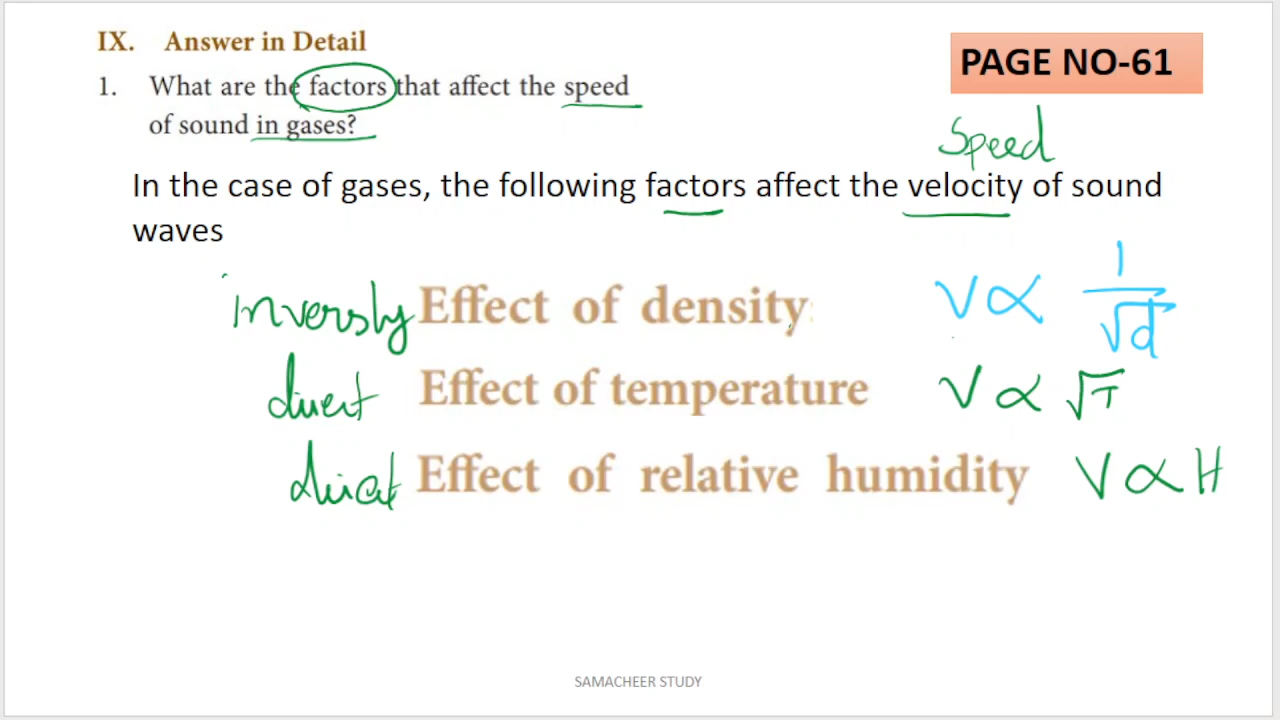 IX. Answer in Detail
PAGE NO-61
1. What are the factors that affect the speed
of sound in gases?
Speed
In the case of gases, the following factors affect the velocity of sound
waves
inversly Effect of density V ∝ 1/√d
direct Effect of temperature V ∝ √T
direct Effect of relative humidity V ∝ H
SAMACHEER STUDY